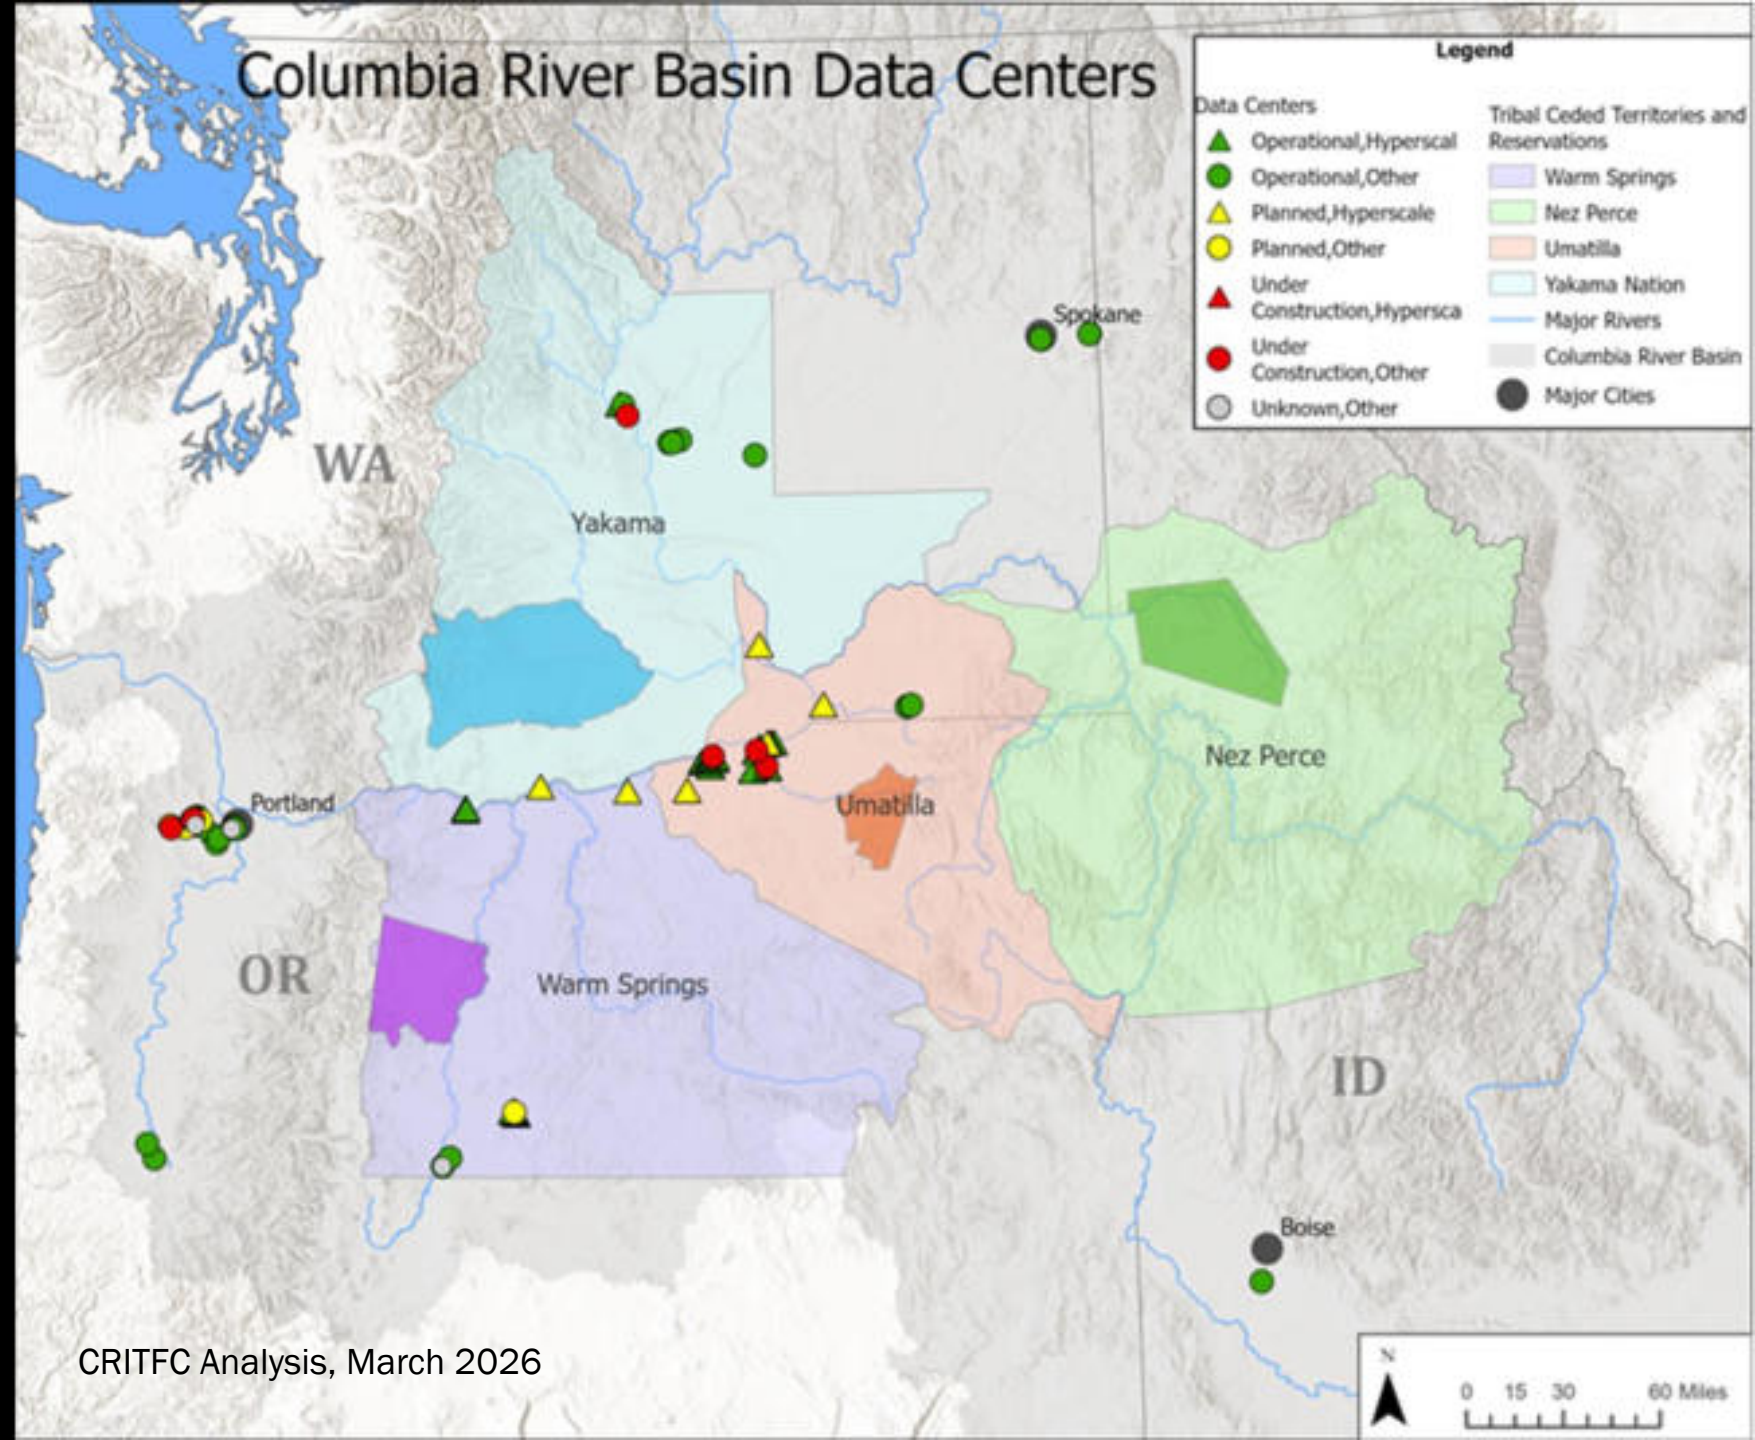 Columbia River Basin Data Centers
Legend
Data Centers
Operational,Hyperscal
Operational,Other
Planned,Hyperscale
Planned,Other
Under
Construction,Hypersca
Under
Construction,Other
Unknown,Other
Tribal Ceded Territories and
Reservations
Warm Springs
Nez Perce
Umatilla
Yakama Nation
Major Rivers
Columbia River Basin
Major Cities
Spokane
WA
Yakama
Nez Perce
Portland
Umatilla
OR
Warm Springs
ID
Boise
CRITFC Analysis, March 2026
N
0 15 30 60 Miles